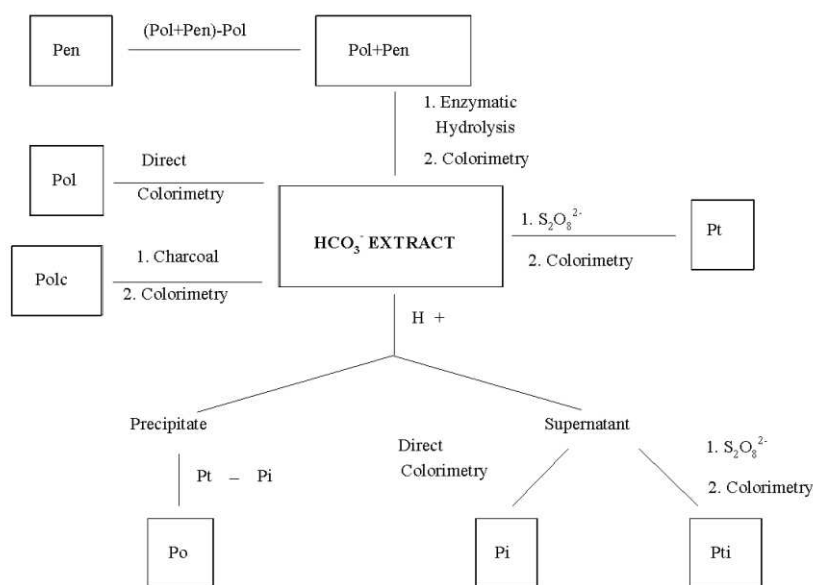 Pen
(Pol+Pen)-Pol
Pol+Pen
1. Enzymatic
Hydrolysis
2. Colorimetry
Pol
Direct
Colorimetry
HCO₃⁻ EXTRACT
1. S₂O₈²⁻
2. Colorimetry
Pt
Polc
1. Charcoal
2. Colorimetry
H +
Precipitate
Supernatant
Pt – Pi
Direct
Colorimetry
1. S₂O₈²⁻
2. Colorimetry
Po
Pi
Pti